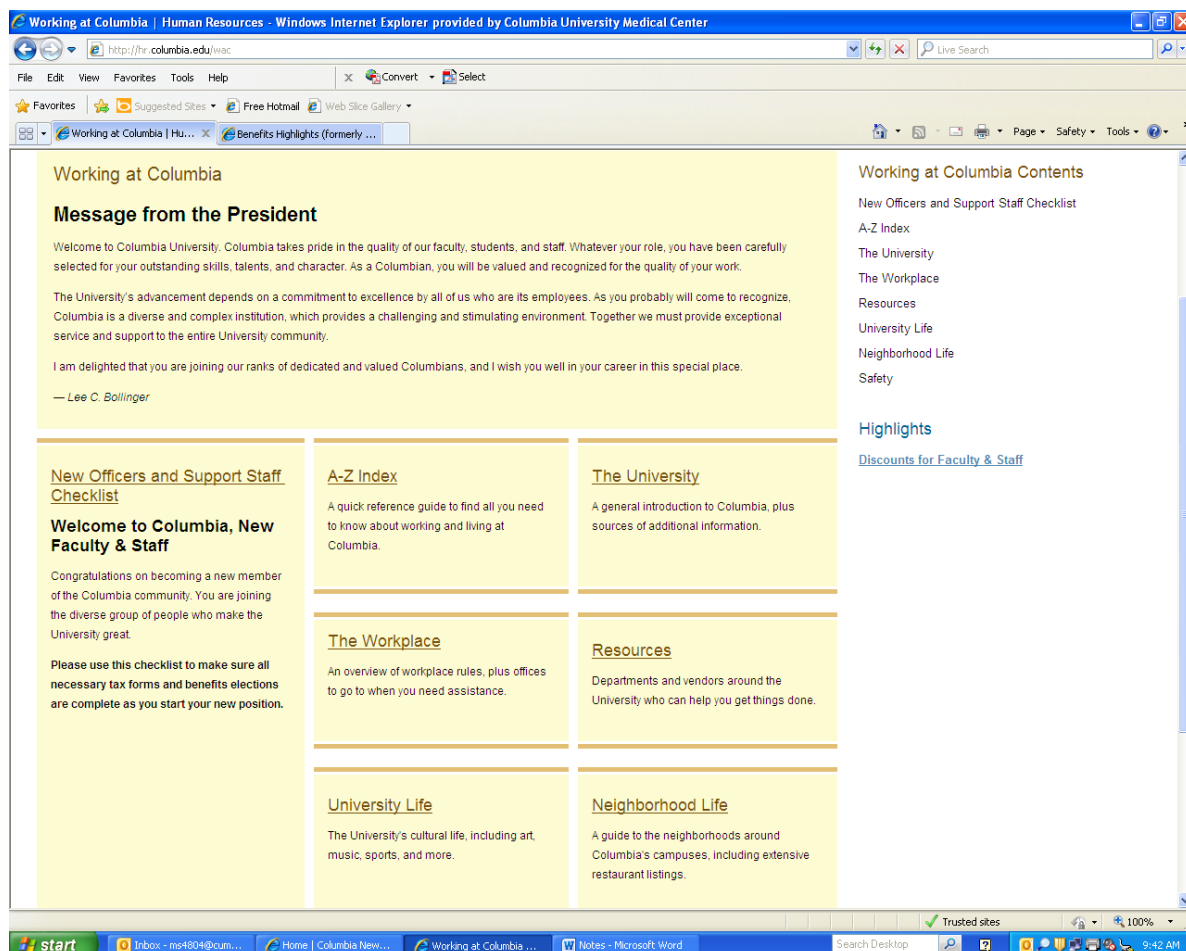 Working at Columbia | Human Resources - Windows Internet Explorer provided by Columbia University Medical Center
http://hr.columbia.edu/wac
Live Search
File Edit View Favorites Tools Help
x Convert Select
Favorites Suggested Sites Free Hotmail Web Slice Gallery
Working at Columbia | Hu... X Benefits Highlights (formerly ...
Page Safety Tools
Working at Columbia
Message from the President
Welcome to Columbia University. Columbia takes pride in the quality of our faculty, students, and staff. Whatever your role, you have been carefully
selected for your outstanding skills, talents, and character. As a Columbian, you will be valued and recognized for the quality of your work.
The University's advancement depends on a commitment to excellence by all of us who are its employees. As you probably will come to recognize,
Columbia is a diverse and complex institution, which provides a challenging and stimulating environment. Together we must provide exceptional
service and support to the entire University community.
I am delighted that you are joining our ranks of dedicated and valued Columbians, and I wish you well in your career in this special place.
— Lee C. Bollinger
Working at Columbia Contents
New Officers and Support Staff Checklist
A-Z Index
The University
The Workplace
Resources
University Life
Neighborhood Life
Safety
Highlights
Discounts for Faculty & Staff
New Officers and Support Staff
Checklist
Welcome to Columbia, New
Faculty & Staff
Congratulations on becoming a new member
of the Columbia community. You are joining
the diverse group of people who make the
University great.
Please use this checklist to make sure all
necessary tax forms and benefits elections
are complete as you start your new position.
A-Z Index
A quick reference guide to find all you need
to know about working and living at
Columbia.
The University
A general introduction to Columbia, plus
sources of additional information.
The Workplace
An overview of workplace rules, plus offices
to go to when you need assistance.
Resources
Departments and vendors around the
University who can help you get things done.
University Life
The University's cultural life, including art,
music, sports, and more.
Neighborhood Life
A guide to the neighborhoods around
Columbia's campuses, including extensive
restaurant listings.
Trusted sites 100%
start Inbox - ms4804@cum... Home | Columbia New... Working at Columbia ... Notes - Microsoft Word Search Desktop 9:42 AM